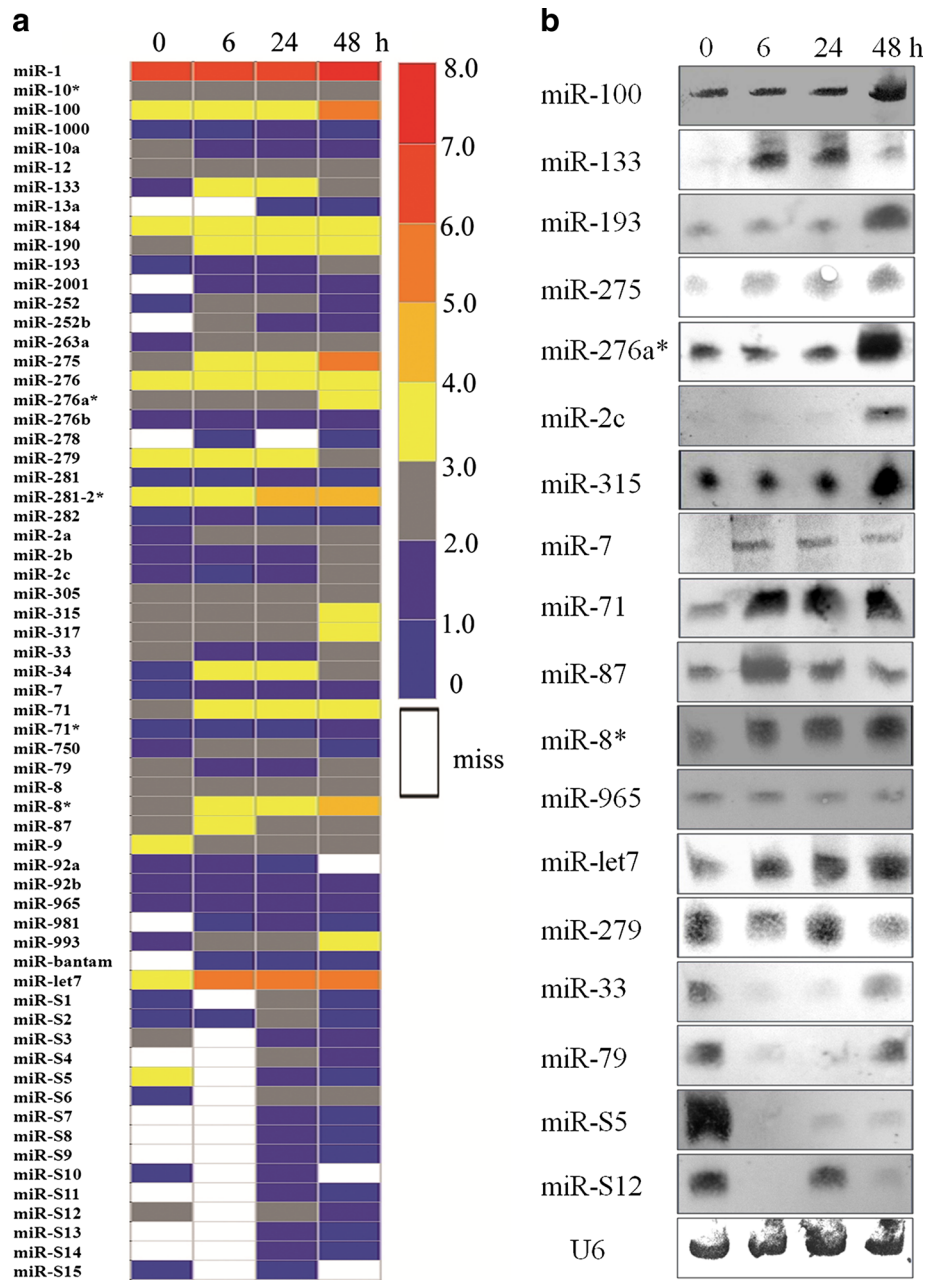 a
0 6 24 48 h
miR-1
miR-10*
miR-100
miR-1000
miR-10a
miR-12
miR-133
miR-13a
miR-184
miR-190
miR-193
miR-2001
miR-252
miR-252b
miR-263a
miR-275
miR-276
miR-276a*
miR-276b
miR-278
miR-279
miR-281
miR-281-2*
miR-282
miR-2a
miR-2b
miR-2c
miR-305
miR-315
miR-317
miR-33
miR-34
miR-7
miR-71
miR-71*
miR-750
miR-79
miR-8
miR-8*
miR-87
miR-9
miR-92a
miR-92b
miR-965
miR-981
miR-993
miR-bantam
miR-let7
miR-S1
miR-S2
miR-S3
miR-S4
miR-S5
miR-S6
miR-S7
miR-S8
miR-S9
miR-S10
miR-S11
miR-S12
miR-S13
miR-S14
miR-S15
8.0
7.0
6.0
5.0
4.0
3.0
2.0
1.0
0
miss
b
0 6 24 48 h
miR-100
miR-133
miR-193
miR-275
miR-276a*
miR-2c
miR-315
miR-7
miR-71
miR-87
miR-8*
miR-965
miR-let7
miR-279
miR-33
miR-79
miR-S5
miR-S12
U6